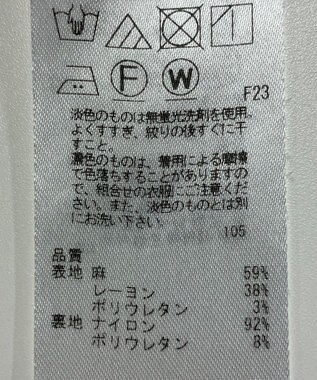 F W
F23
淡色のものは無蛍光洗剤を使用。
よくすすぎ、絞りの後すぐに干
すこと。
濃色のものは、着用による摩擦
で色落ちすることがありますの
で、組合せの衣服にご注意くだ
さい。また、淡色のものとは別
にお洗い下さい。
105
品質
表地 麻 59%
レーヨン 38%
ポリウレタン 3%
裏地 ナイロン 92%
ポリウレタン 8%